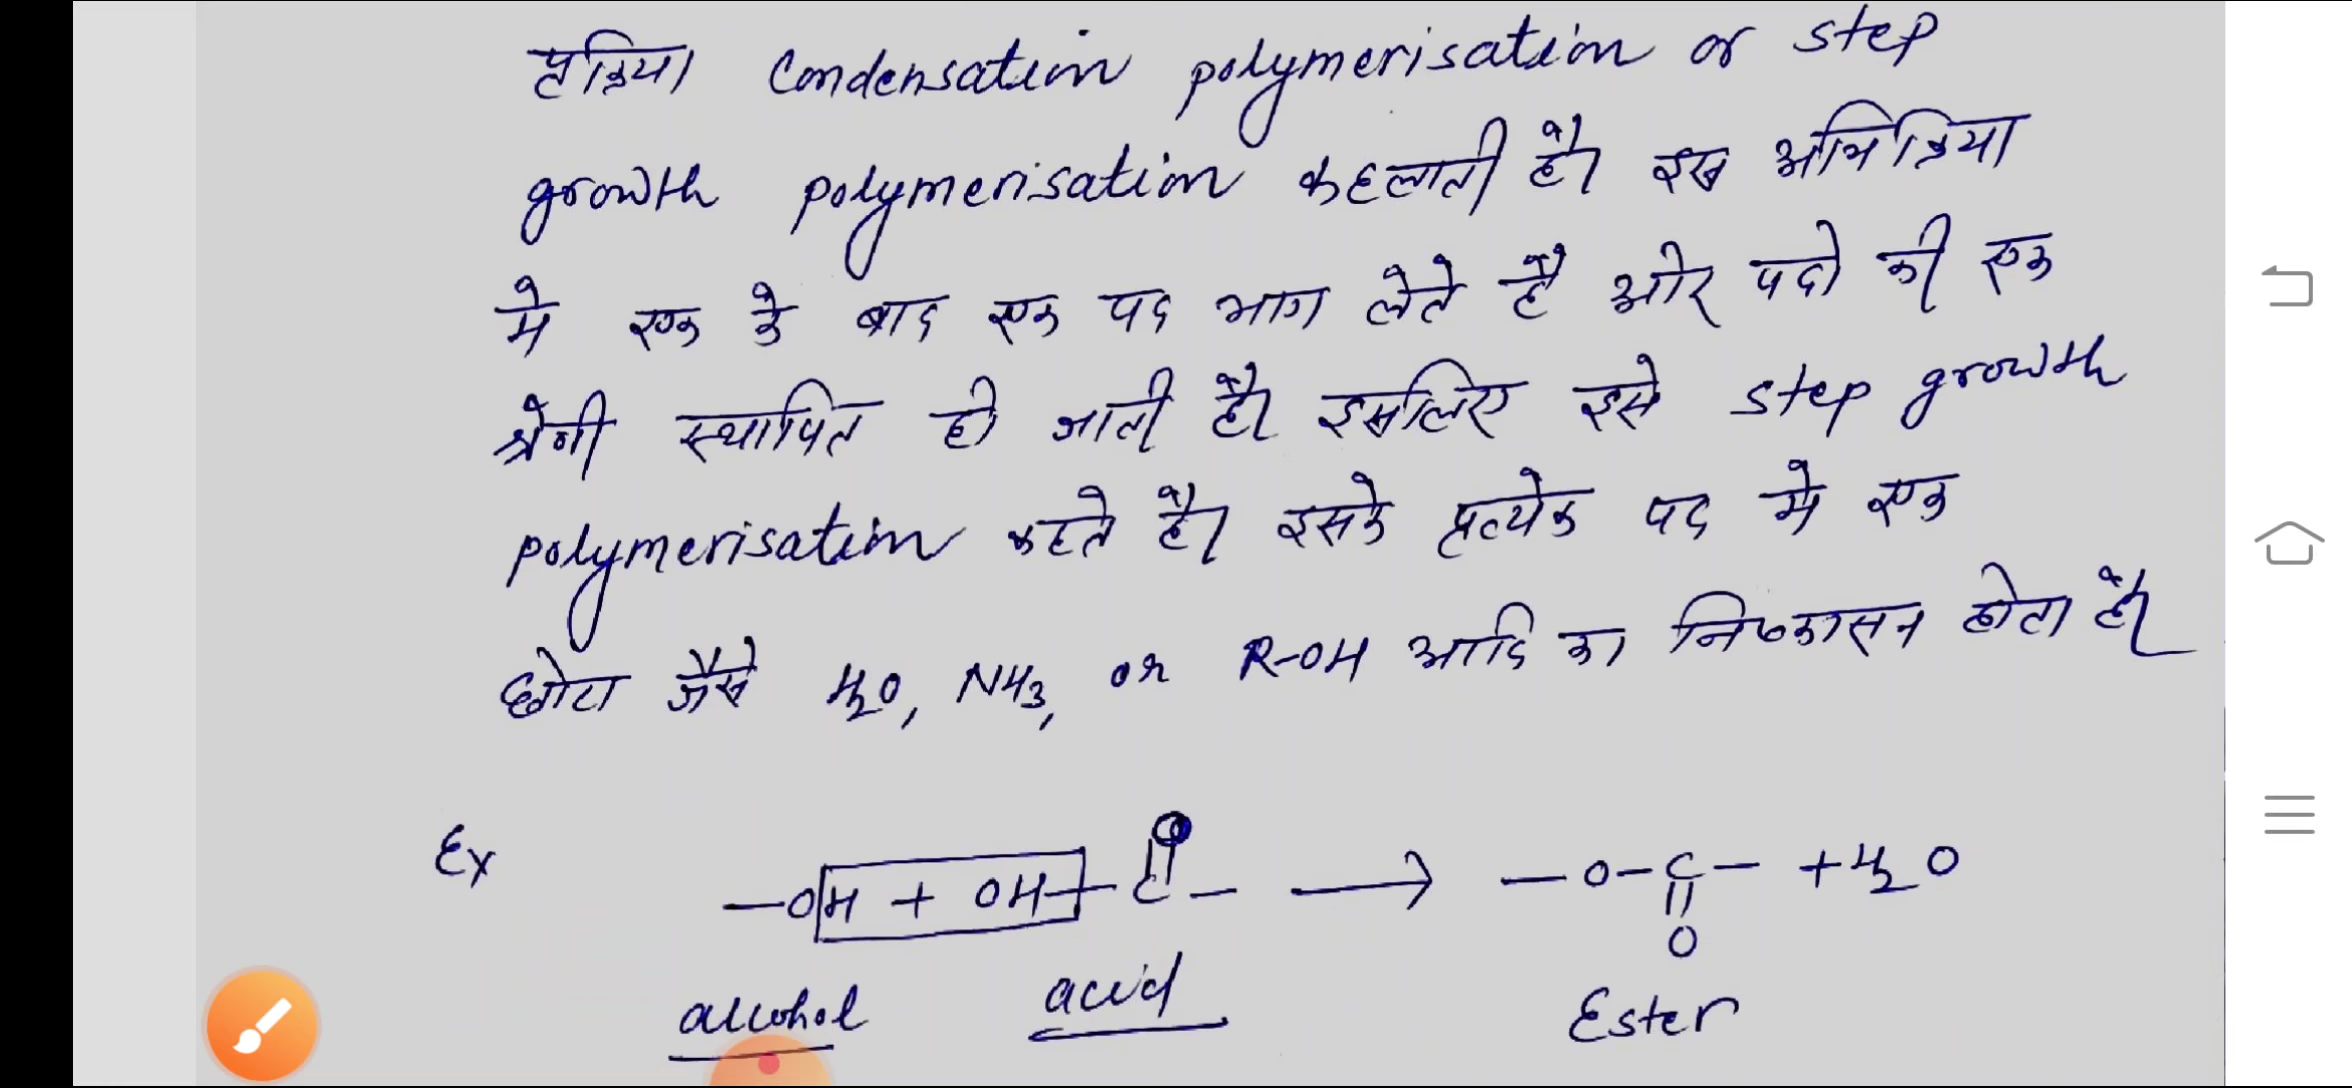 प्रक्रिया Condensation polymerisation or step
growth polymerisation कहलाती है। इस अभिक्रिया
मे एक के बाद एक पद भाग लेते है और पदो की एक
श्रेणी स्थापित हो जाती है। इसलिए इसे step growth
polymerisation कहते है। इसके प्रत्येक पद मे एक
छोटा जैसे H2O, NH3, or R-OH आदि का निष्कासन होता है।
Ex
O
—OH + OH—C— → —O—C— + H2O
O
alcohol acid Ester